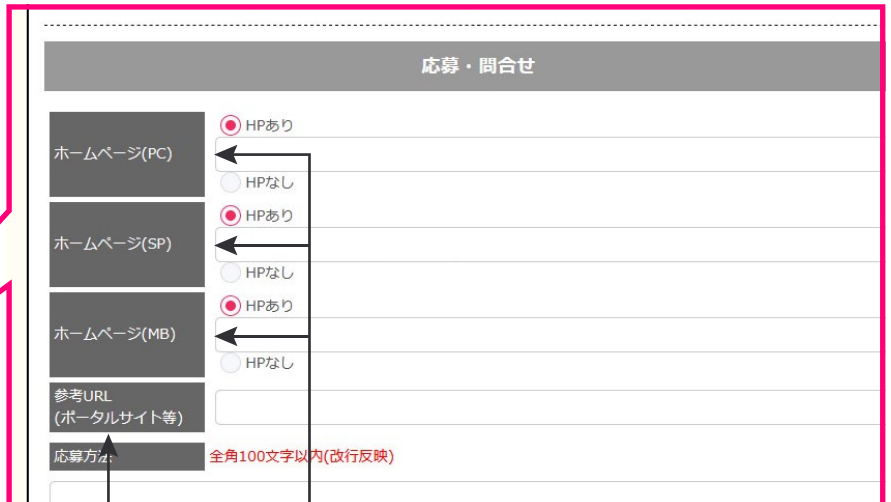 応募・問合せ
HPあり
ホームページ(PC)
HPなし
HPあり
ホームページ(SP)
HPなし
HPあり
ホームページ(MB)
HPなし
参考URL
(ポータルサイト等)
応募方法
全角100文字以内(改行反映)